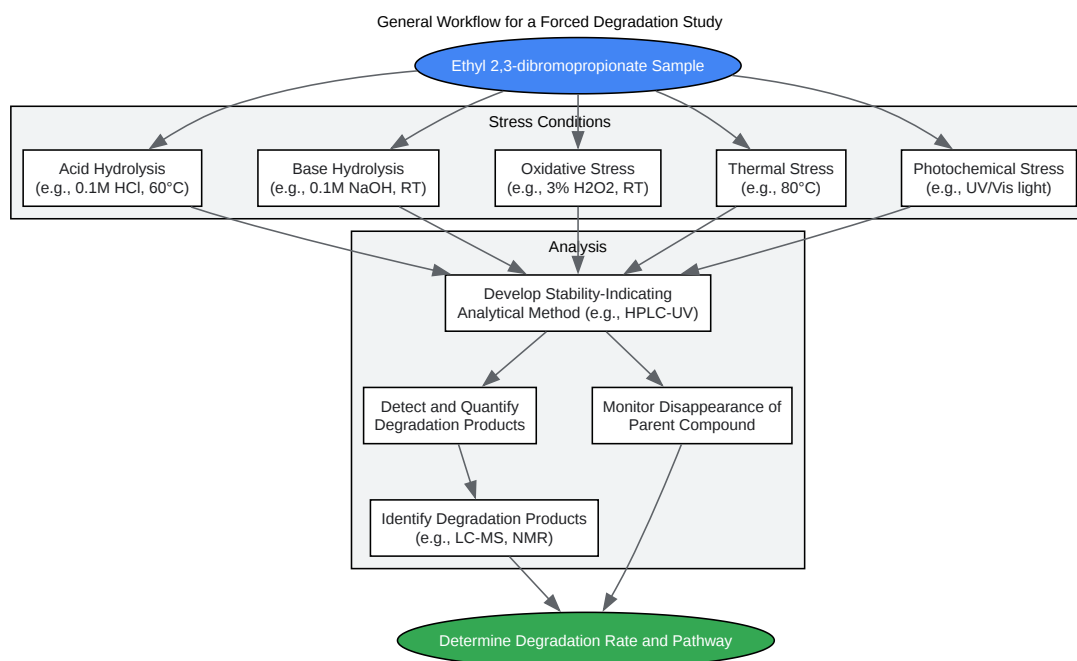 General Workflow for a Forced Degradation Study
Ethyl 2,3-dibromopropionate Sample
Stress Conditions
Acid Hydrolysis
(e.g., 0.1M HCl, 60°C)
Base Hydrolysis
(e.g., 0.1M NaOH, RT)
Oxidative Stress
(e.g., 3% H2O2, RT)
Thermal Stress
(e.g., 80°C)
Photochemical Stress
(e.g., UV/Vis light)
Analysis
Develop Stability-Indicating
Analytical Method (e.g., HPLC-UV)
Detect and Quantify
Degradation Products
Monitor Disappearance of
Parent Compound
Identify Degradation Products
(e.g., LC-MS, NMR)
Determine Degradation Rate and Pathway